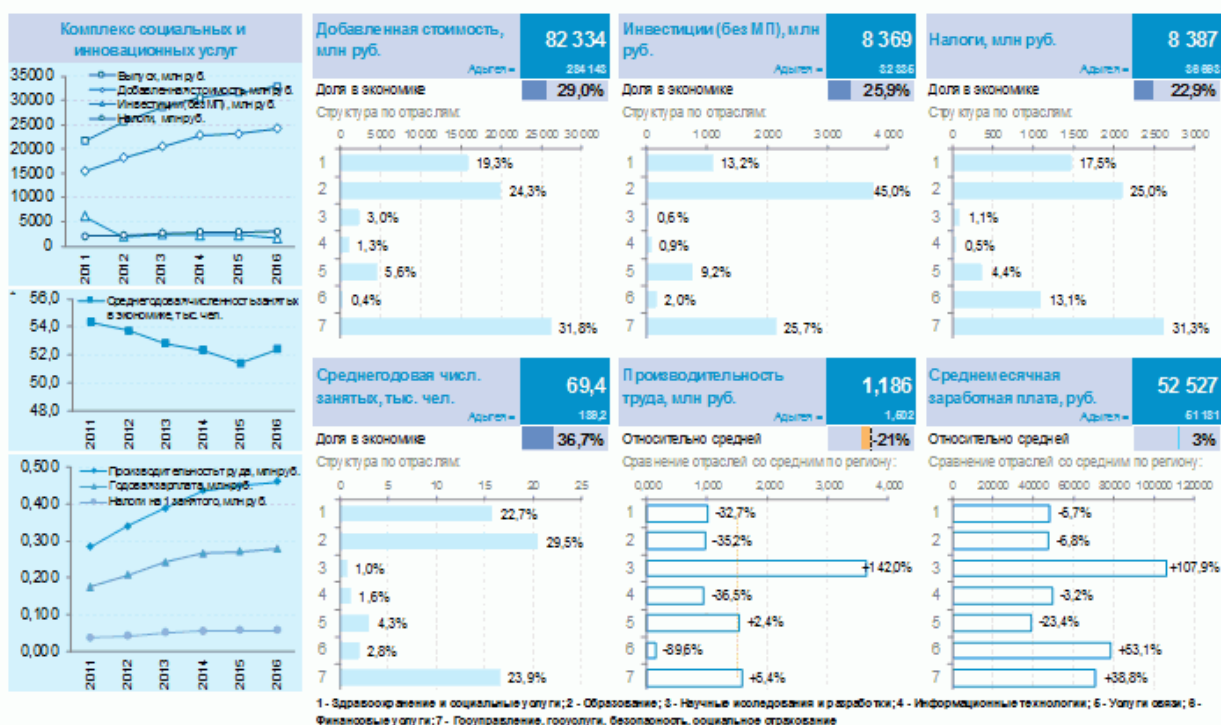 Комплекс социальных и
инновационных услуг
35000
30000
25000
20000
15000
10000
5000
0
Выпуск, млн руб.
Добавленная стоимость, млн руб.
Инвестиции (без МП), млн руб.
Налоги, млн руб.
2011 2012 2013 2014 2015 2016
56,0
54,0
52,0
50,0
48,0
Среднегодовая численность занятых
в экономике, тыс. чел.
2011 2012 2013 2014 2015 2016
0,500
0,400
0,300
0,200
0,100
0,000
Производительность труда, млн руб.
Годовая зарплата, млн руб.
Налоги на 1 занятого, млн руб.
2011 2012 2013 2014 2015 2016
Добавленная стоимость,
млн руб.
82 334
Адыгея = 284 143
Доля в экономике 29,0%
Структура по отраслям:
0 5 000 10 000 15 000 20 000 25 000 30 000
1 19,3%
2 24,3%
3 3,0%
4 1,3%
5 5,6%
6 0,4%
7 31,8%
Инвестиции (без МП), млн
руб.
8 369
Адыгея =
Доля в экономике 25,9%
Структура по отраслям:
0 1 000 2 000 3 000 4 000
1 13,2%
2 45,0%
3 0,6%
4 0,9%
5 9,2%
6 2,0%
7 25,7%
Налоги, млн руб.
8 387
Адыгея =
Доля в экономике 22,9%
Структура по отраслям:
0 500 1 000 1 500 2 000 2 500 3 000
1 17,5%
2 25,0%
3 1,1%
4 0,5%
5 4,4%
6 13,1%
7 31,3%
Среднегодовая числ.
занятых, тыс. чел.
69,4
Адыгея = 189,2
Доля в экономике 36,7%
Структура по отраслям:
0 5 10 15 20 25
1 22,7%
2 29,5%
3 1,0%
4 1,6%
5 4,3%
6 2,8%
7 23,9%
Производительность
труда, млн руб.
1,186
Адыгея = 1,502
Относительно средней -21%
Сравнение отраслей со средним по региону:
0,000 1,000 2,000 3,000 4,000
1 -32,7%
2 -35,2%
3 +142,0%
4 -36,5%
5 +2,4%
6 -89,6%
7 +5,4%
Среднемесячная
заработная плата, руб.
52 527
Адыгея = 51 181
Относительно средней 3%
Сравнение отраслей со средним по региону:
0 20000 40000 60000 80000 100000 120000
1 -5,7%
2 -6,8%
3 +107,9%
4 -3,2%
5 -23,4%
6 +53,1%
7 +38,8%
1 - Здравоохранение и социальные услуги; 2 - Образование; 3 - Научные исследования и разработки; 4 - Информационные технологии; 5 - Услуги связи; 6 -
Финансовые услуги; 7 - Госуправление, госуслуги, безопасность, социальное страхование